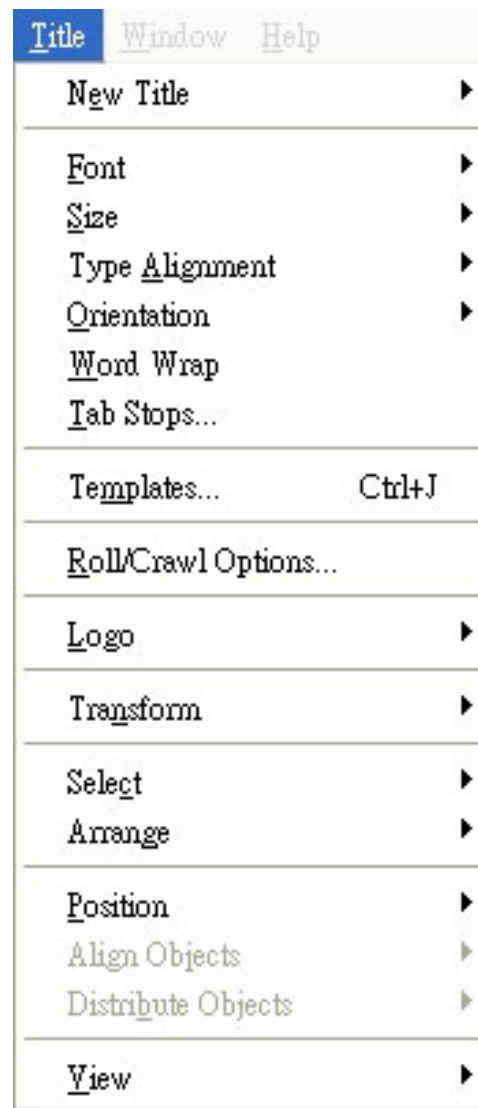 Title Window Help
New Title
Font
Size
Type Alignment
Orientation
Word Wrap
Tab Stops...
Templates... Ctrl+J
Roll/Crawl Options...
Logo
Transform
Select
Arrange
Position
Align Objects
Distribute Objects
View